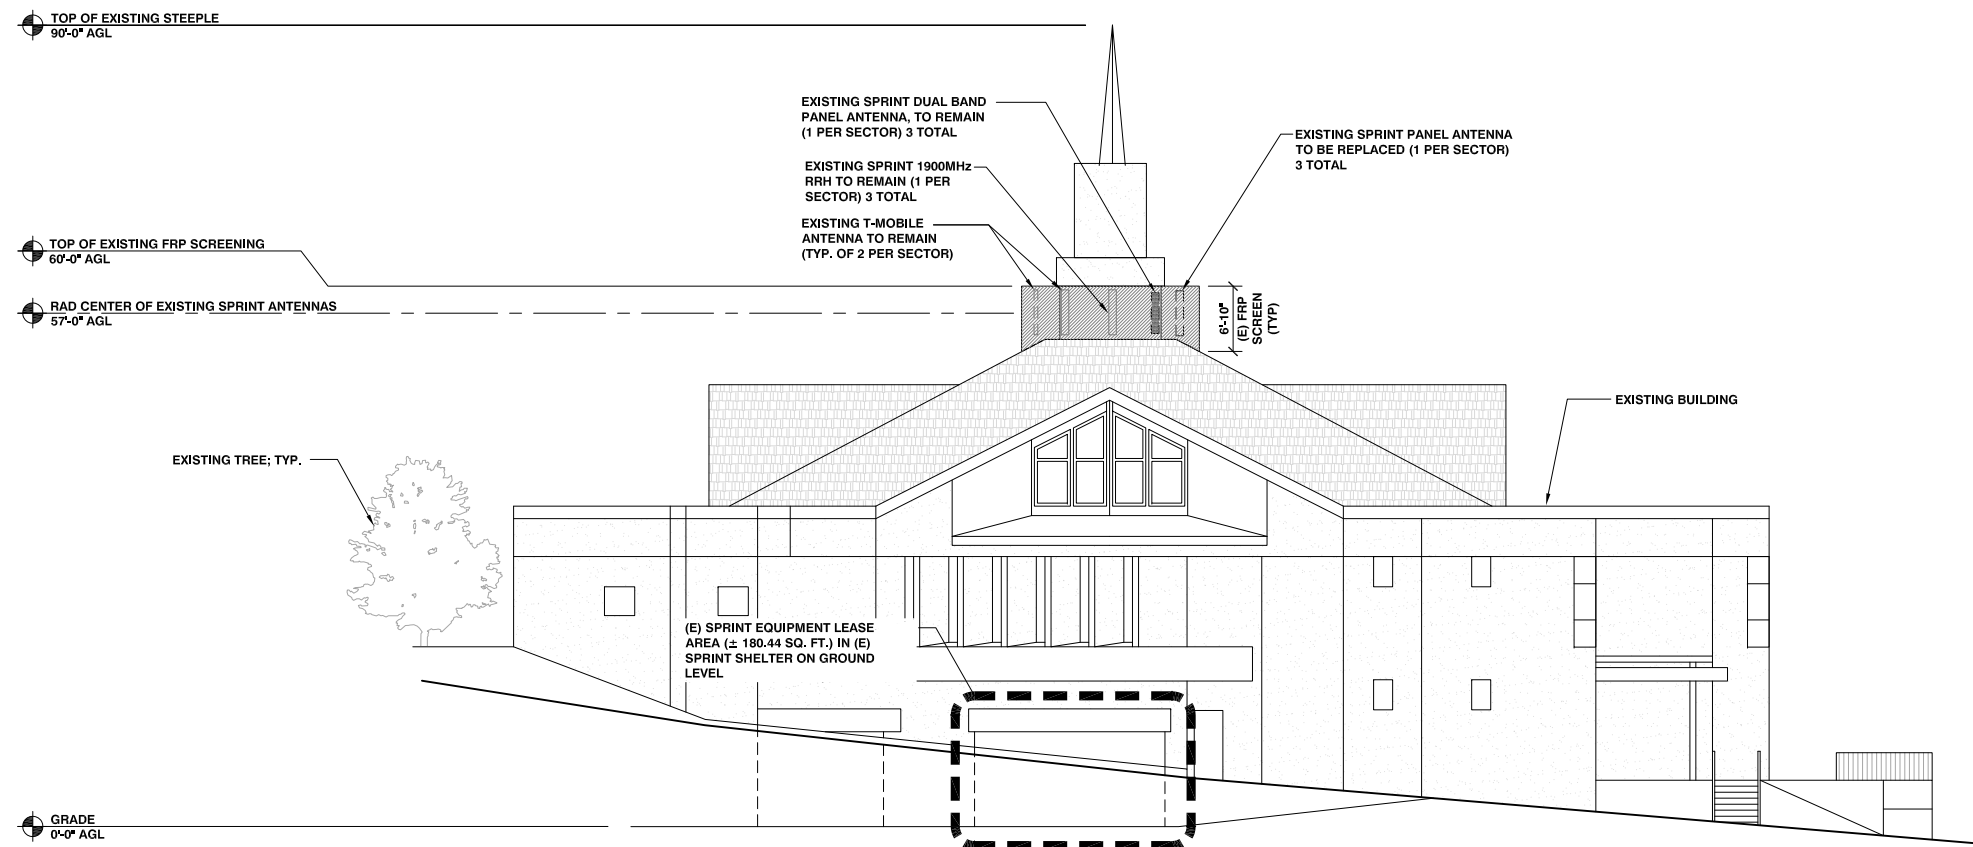 TOP OF EXISTING STEEPLE
90'-0" AGL
EXISTING SPRINT DUAL BAND
PANEL ANTENNA, TO REMAIN
(1 PER SECTOR) 3 TOTAL
EXISTING SPRINT PANEL ANTENNA
TO BE REPLACED (1 PER SECTOR)
3 TOTAL
EXISTING SPRINT 1900MHz
RRH TO REMAIN (1 PER
SECTOR) 3 TOTAL
EXISTING T-MOBILE
ANTENNA TO REMAIN
(TYP. OF 2 PER SECTOR)
TOP OF EXISTING FRP SCREENING
60'-0" AGL
RAD CENTER OF EXISTING SPRINT ANTENNAS
57'-0" AGL
6'-10"
(E) FRP
SCREEN
(TYP)
EXISTING BUILDING
EXISTING TREE; TYP.
(E) SPRINT EQUIPMENT LEASE
AREA (± 180.44 SQ. FT.) IN (E)
SPRINT SHELTER ON GROUND
LEVEL
GRADE
0'-0" AGL